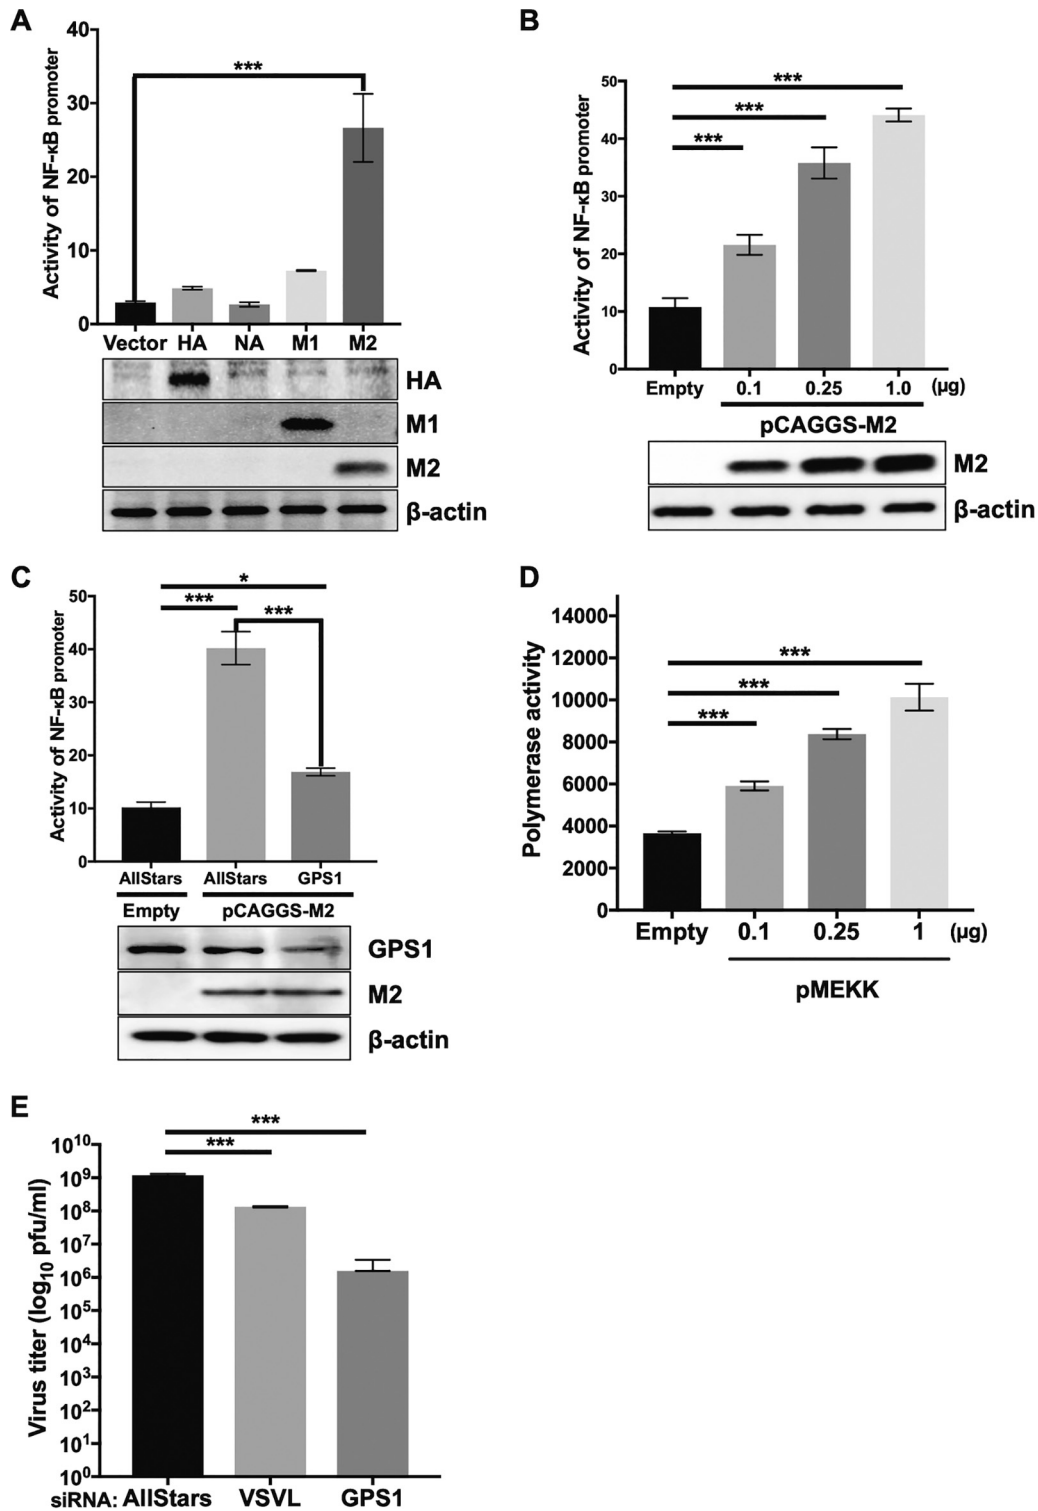 A
Activity of NF-κB promoter
40
30
20
10
0
***
Vector HA NA M1 M2
HA
M1
M2
β-actin
B
Activity of NF-κB promoter
50
40
30
20
10
0
***
***
***
Empty 0.1 0.25 1.0 (μg)
pCAGGS-M2
M2
β-actin
C
Activity of NF-κB promoter
50
40
30
20
10
0
*
***
***
AllStars AllStars GPS1
Empty pCAGGS-M2
GPS1
M2
β-actin
D
Polymerase activity
14000
12000
10000
8000
6000
4000
2000
0
***
***
***
Empty 0.1 0.25 1 (μg)
pMEKK
E
Virus titer (log10 pfu/ml)
10^10
10^9
10^8
10^7
10^6
10^5
10^4
10^3
10^2
10^1
10^0
***
***
siRNA: AllStars VSVL GPS1